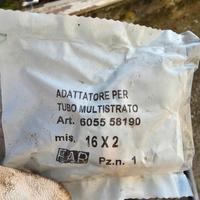 ADATTATORE PER
TUBO MULTISTRATO
Art. 6055 58190
mis. 16 X 2
FAR Pz.n. 1